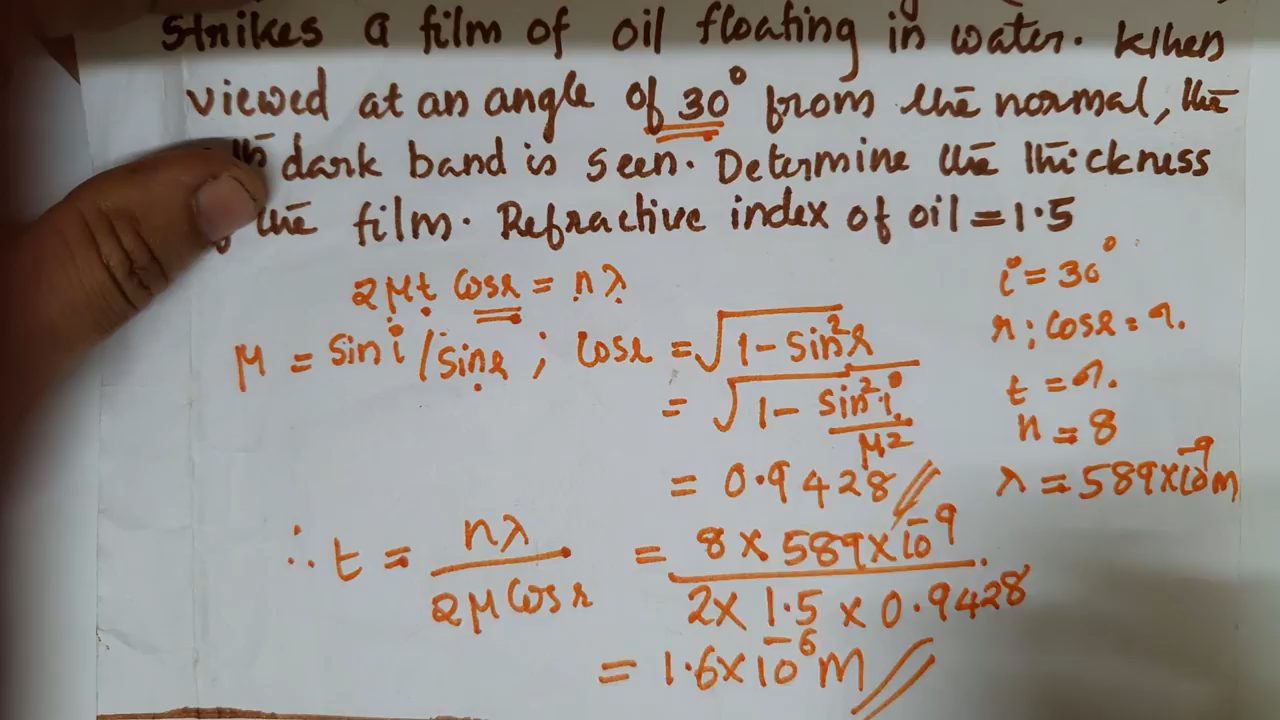 Strikes a film of oil floating in water. When
viewed at an angle of 30° from the normal, the
th dark band is seen. Determine the thickness
the film. Refractive index of oil = 1.5
2μt cosr = nλ
i = 30°
r; cosr = ?
μ = sin i / sin r ; cosr = √(1 - sin²r)
= √(1 - sin²i / μ²)
t = ?
n = 8
= 0.9428
λ = 589 x 10⁻⁹ m
∴ t = nλ / 2μ cosr = 8 x 589 x 10⁻⁹ / 2 x 1.5 x 0.9428
= 1.6 x 10⁻⁶ m